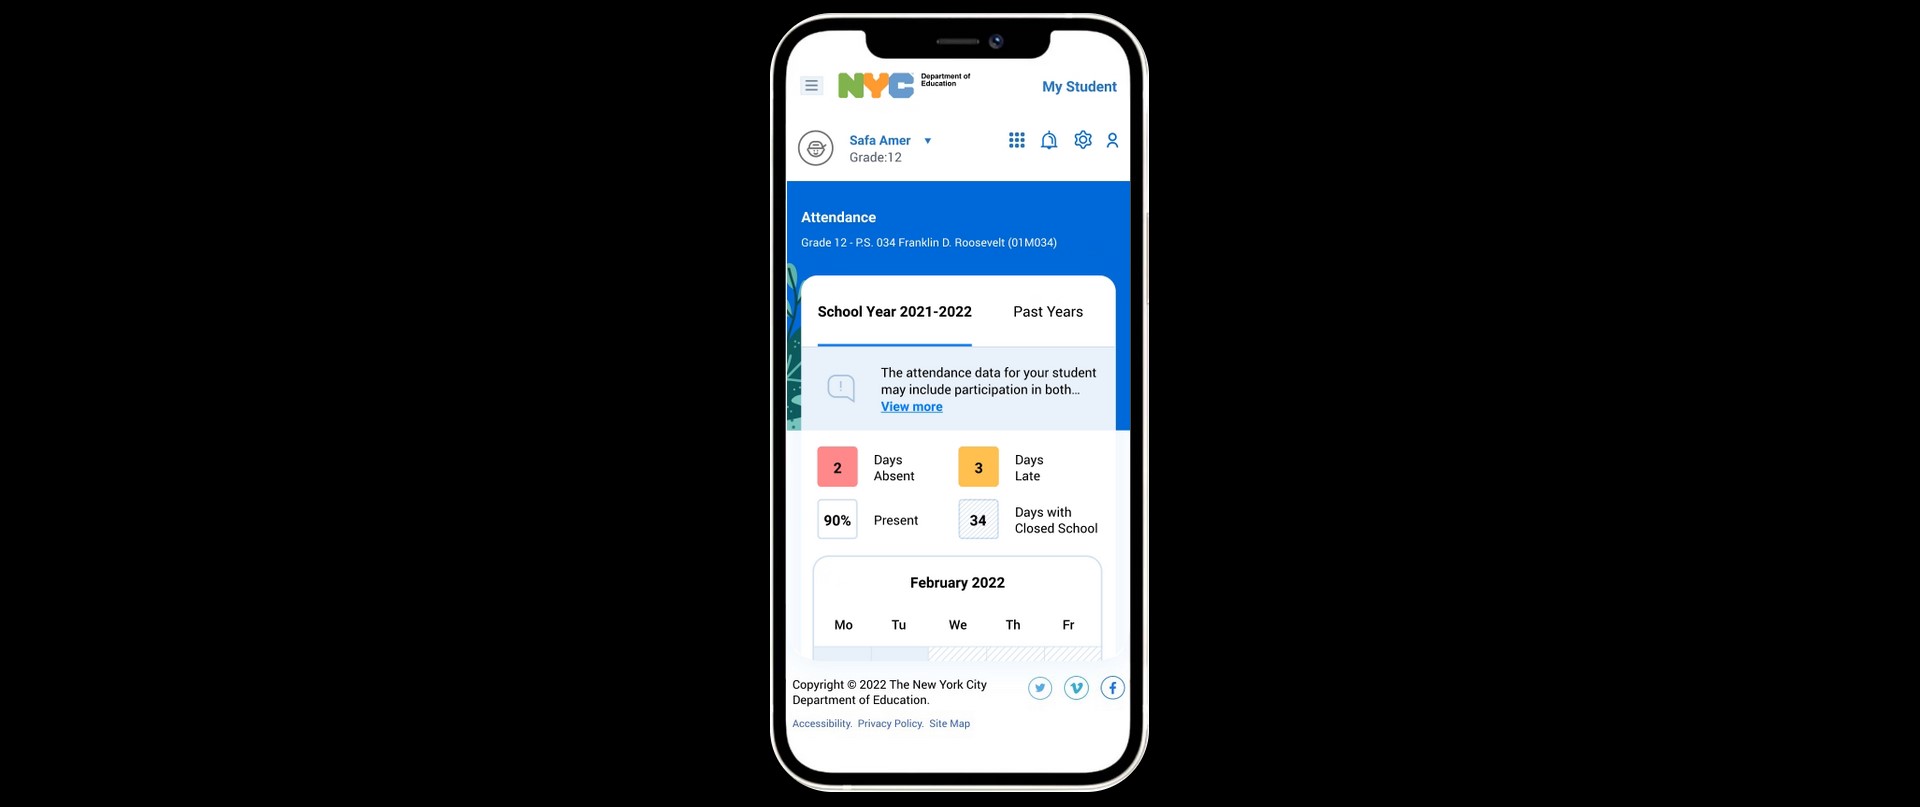 NYC
Department of
Education
My Student
Safa Amer
Grade:12
Attendance
Grade 12 - P.S. 034 Franklin D. Roosevelt (01M034)
School Year 2021-2022
Past Years
!
The attendance data for your student
may include participation in both...
View more
2
Days
Absent
3
Days
Late
90%
Present
34
Days with
Closed School
February 2022
Mo Tu We Th Fr
Copyright © 2022 The New York City
Department of Education.
Accessibility. Privacy Policy. Site Map